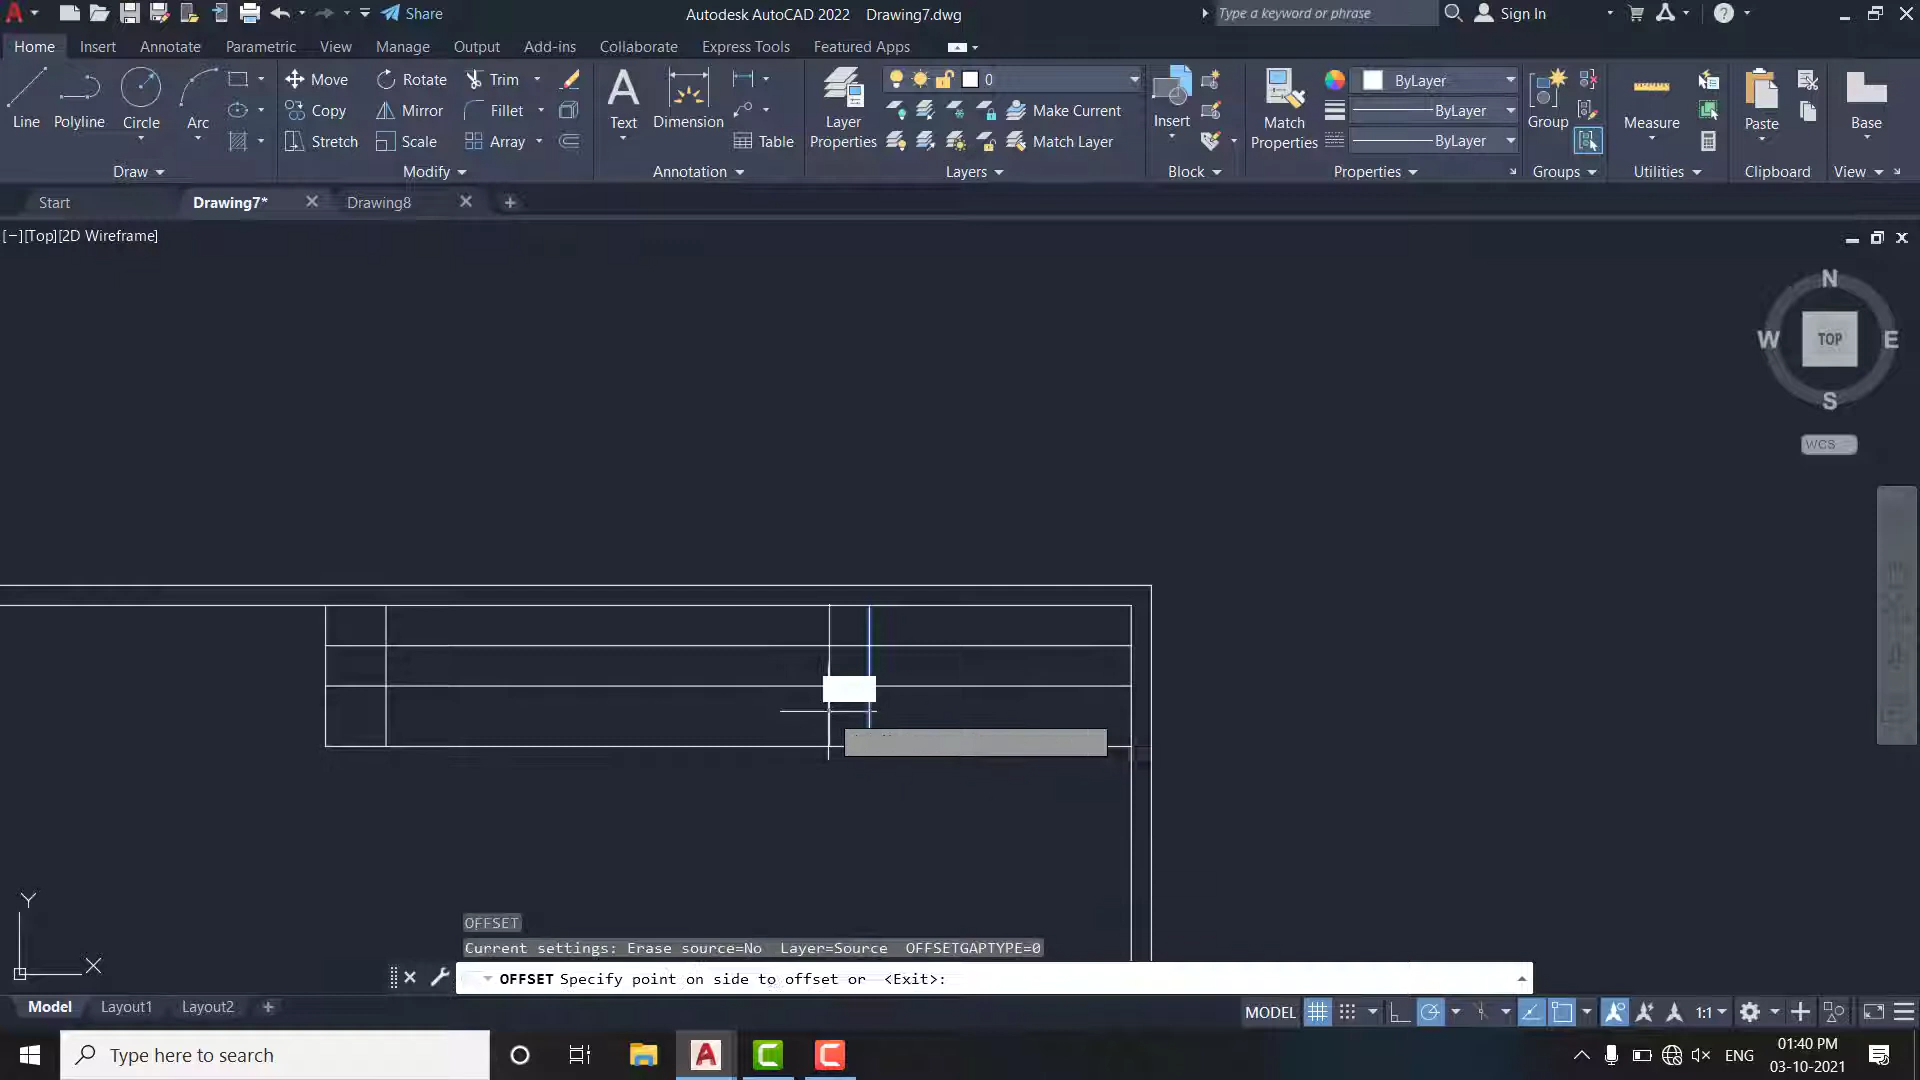 Share
Autodesk AutoCAD 2022 Drawing7.dwg
Type a keyword or phrase
Sign In
Home Insert Annotate Parametric View Manage Output Add-ins Collaborate Express Tools Featured Apps
Line Polyline Circle Arc
Move Rotate Trim
Copy Mirror Fillet
Stretch Scale Array
Text Dimension Table
Layer Properties
0
Make Current
Match Layer
Insert
Match Properties
ByLayer
ByLayer
ByLayer
Group Measure Paste Base
Draw Modify Annotation Layers Block Properties Groups Utilities Clipboard View
Start Drawing7* Drawing8
[−][Top][2D Wireframe]
N
W TOP E
S
WCS
Y
X
OFFSET
Current settings: Erase source=No Layer=Source OFFSETGAPTYPE=0
OFFSET Specify point on side to offset or <Exit>:
Model Layout1 Layout2
MODEL 1:1
Type here to search
ENG
01:40 PM
03-10-2021